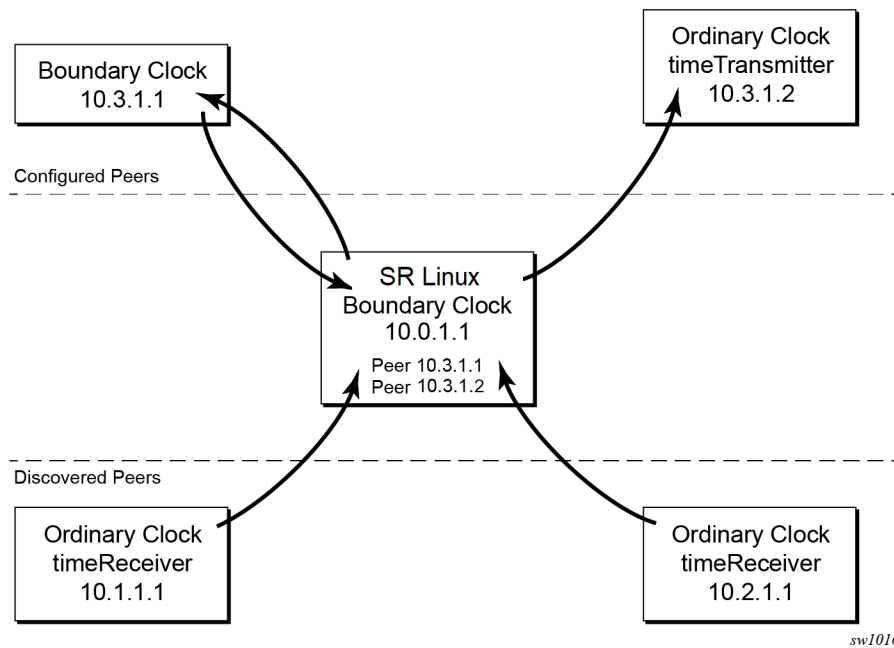 Boundary Clock
10.3.1.1
Ordinary Clock
timeTransmitter
10.3.1.2
Configured Peers
SR Linux
Boundary Clock
10.0.1.1
Peer 10.3.1.1
Peer 10.3.1.2
Discovered Peers
Ordinary Clock
timeReceiver
10.1.1.1
Ordinary Clock
timeReceiver
10.2.1.1
sw1016